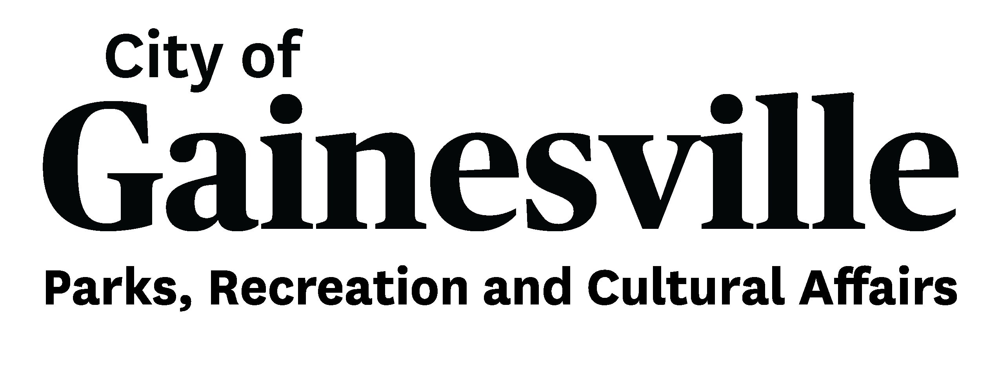 City of
Gainesville
Parks, Recreation and Cultural Affairs